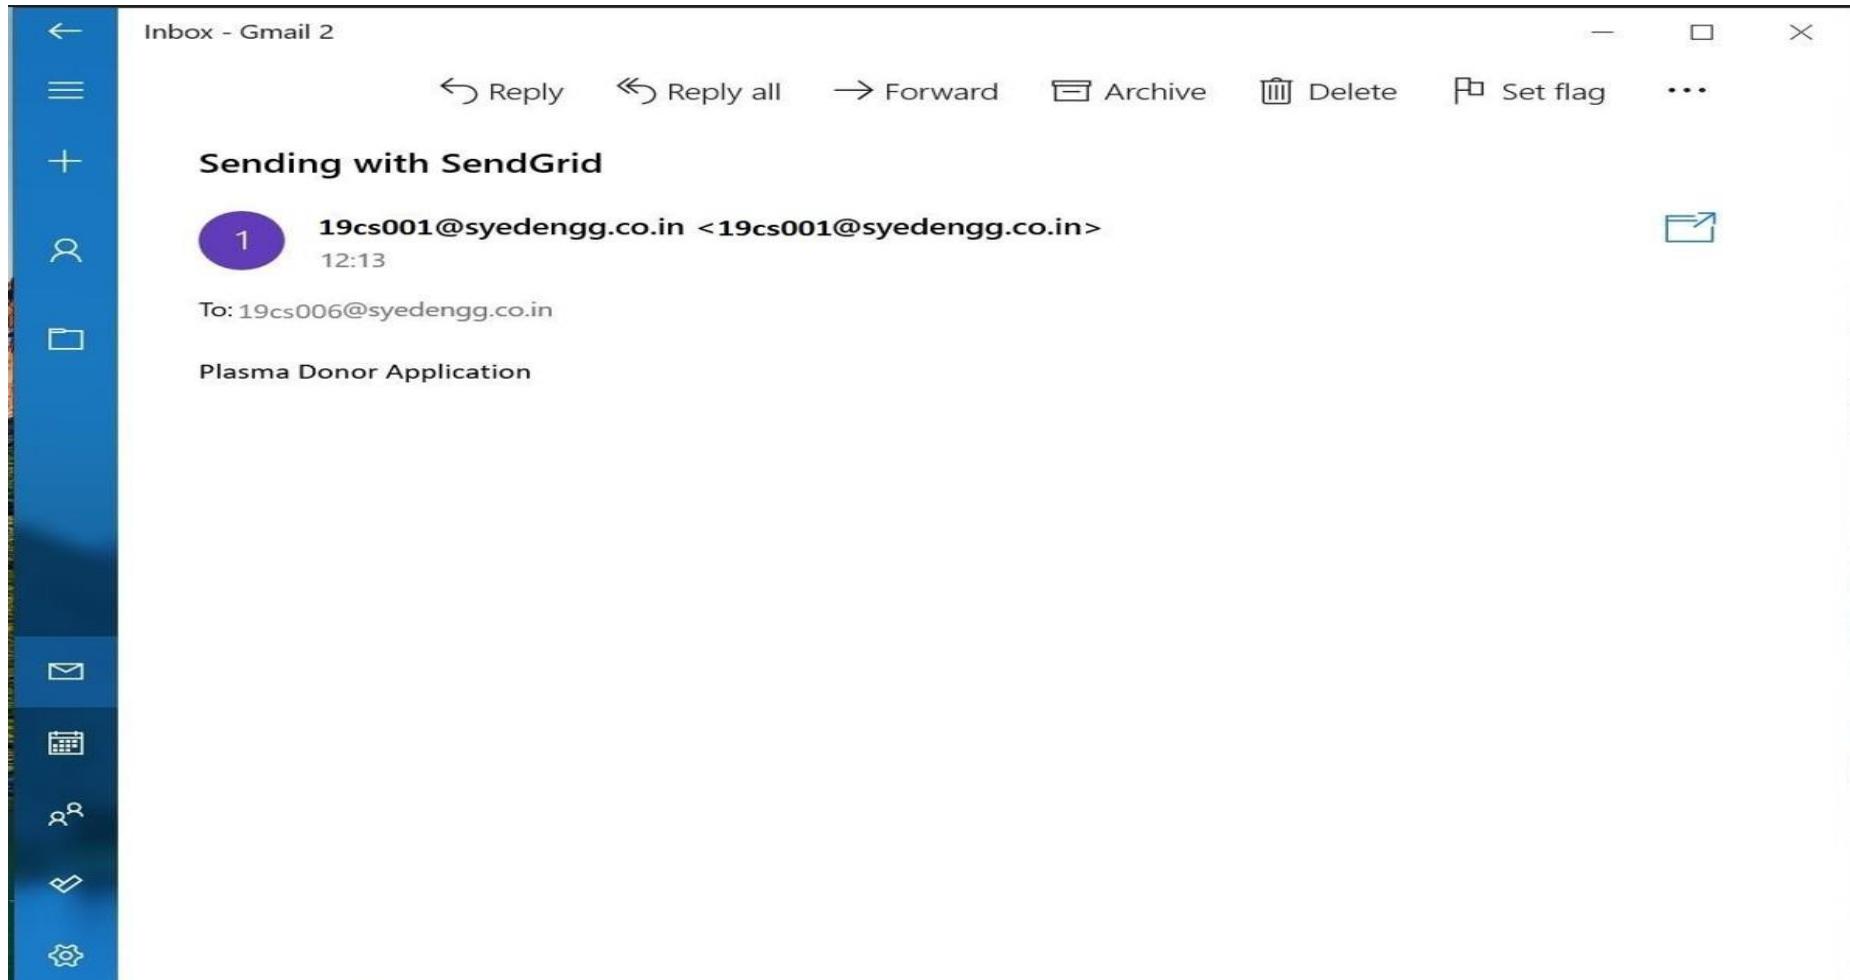 Inbox - Gmail 2
Reply Reply all Forward Archive Delete Set flag ...
Sending with SendGrid
1
19cs001@syedengg.co.in <19cs001@syedengg.co.in>
12:13
To: 19cs006@syedengg.co.in
Plasma Donor Application